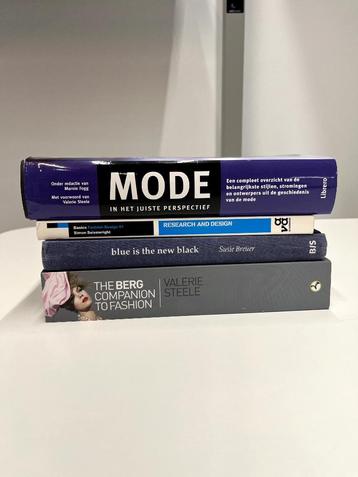 Onder redactie van
Marnie Fogg
Met voorwoord van
Valerie Steele
MODE
IN HET JUISTE PERSPECTIEF
Een compleet overzicht van de
belangrijkste stijlen, stromingen
en ontwerpers uit de geschiedenis
van de mode
Librero
Basics Fashion Design 01
Simon Seivewright
RESEARCH AND DESIGN
blue is the new black
Susie Breuer
BIS
THE BERG
COMPANION
TO FASHION
VALERIE
STEELE